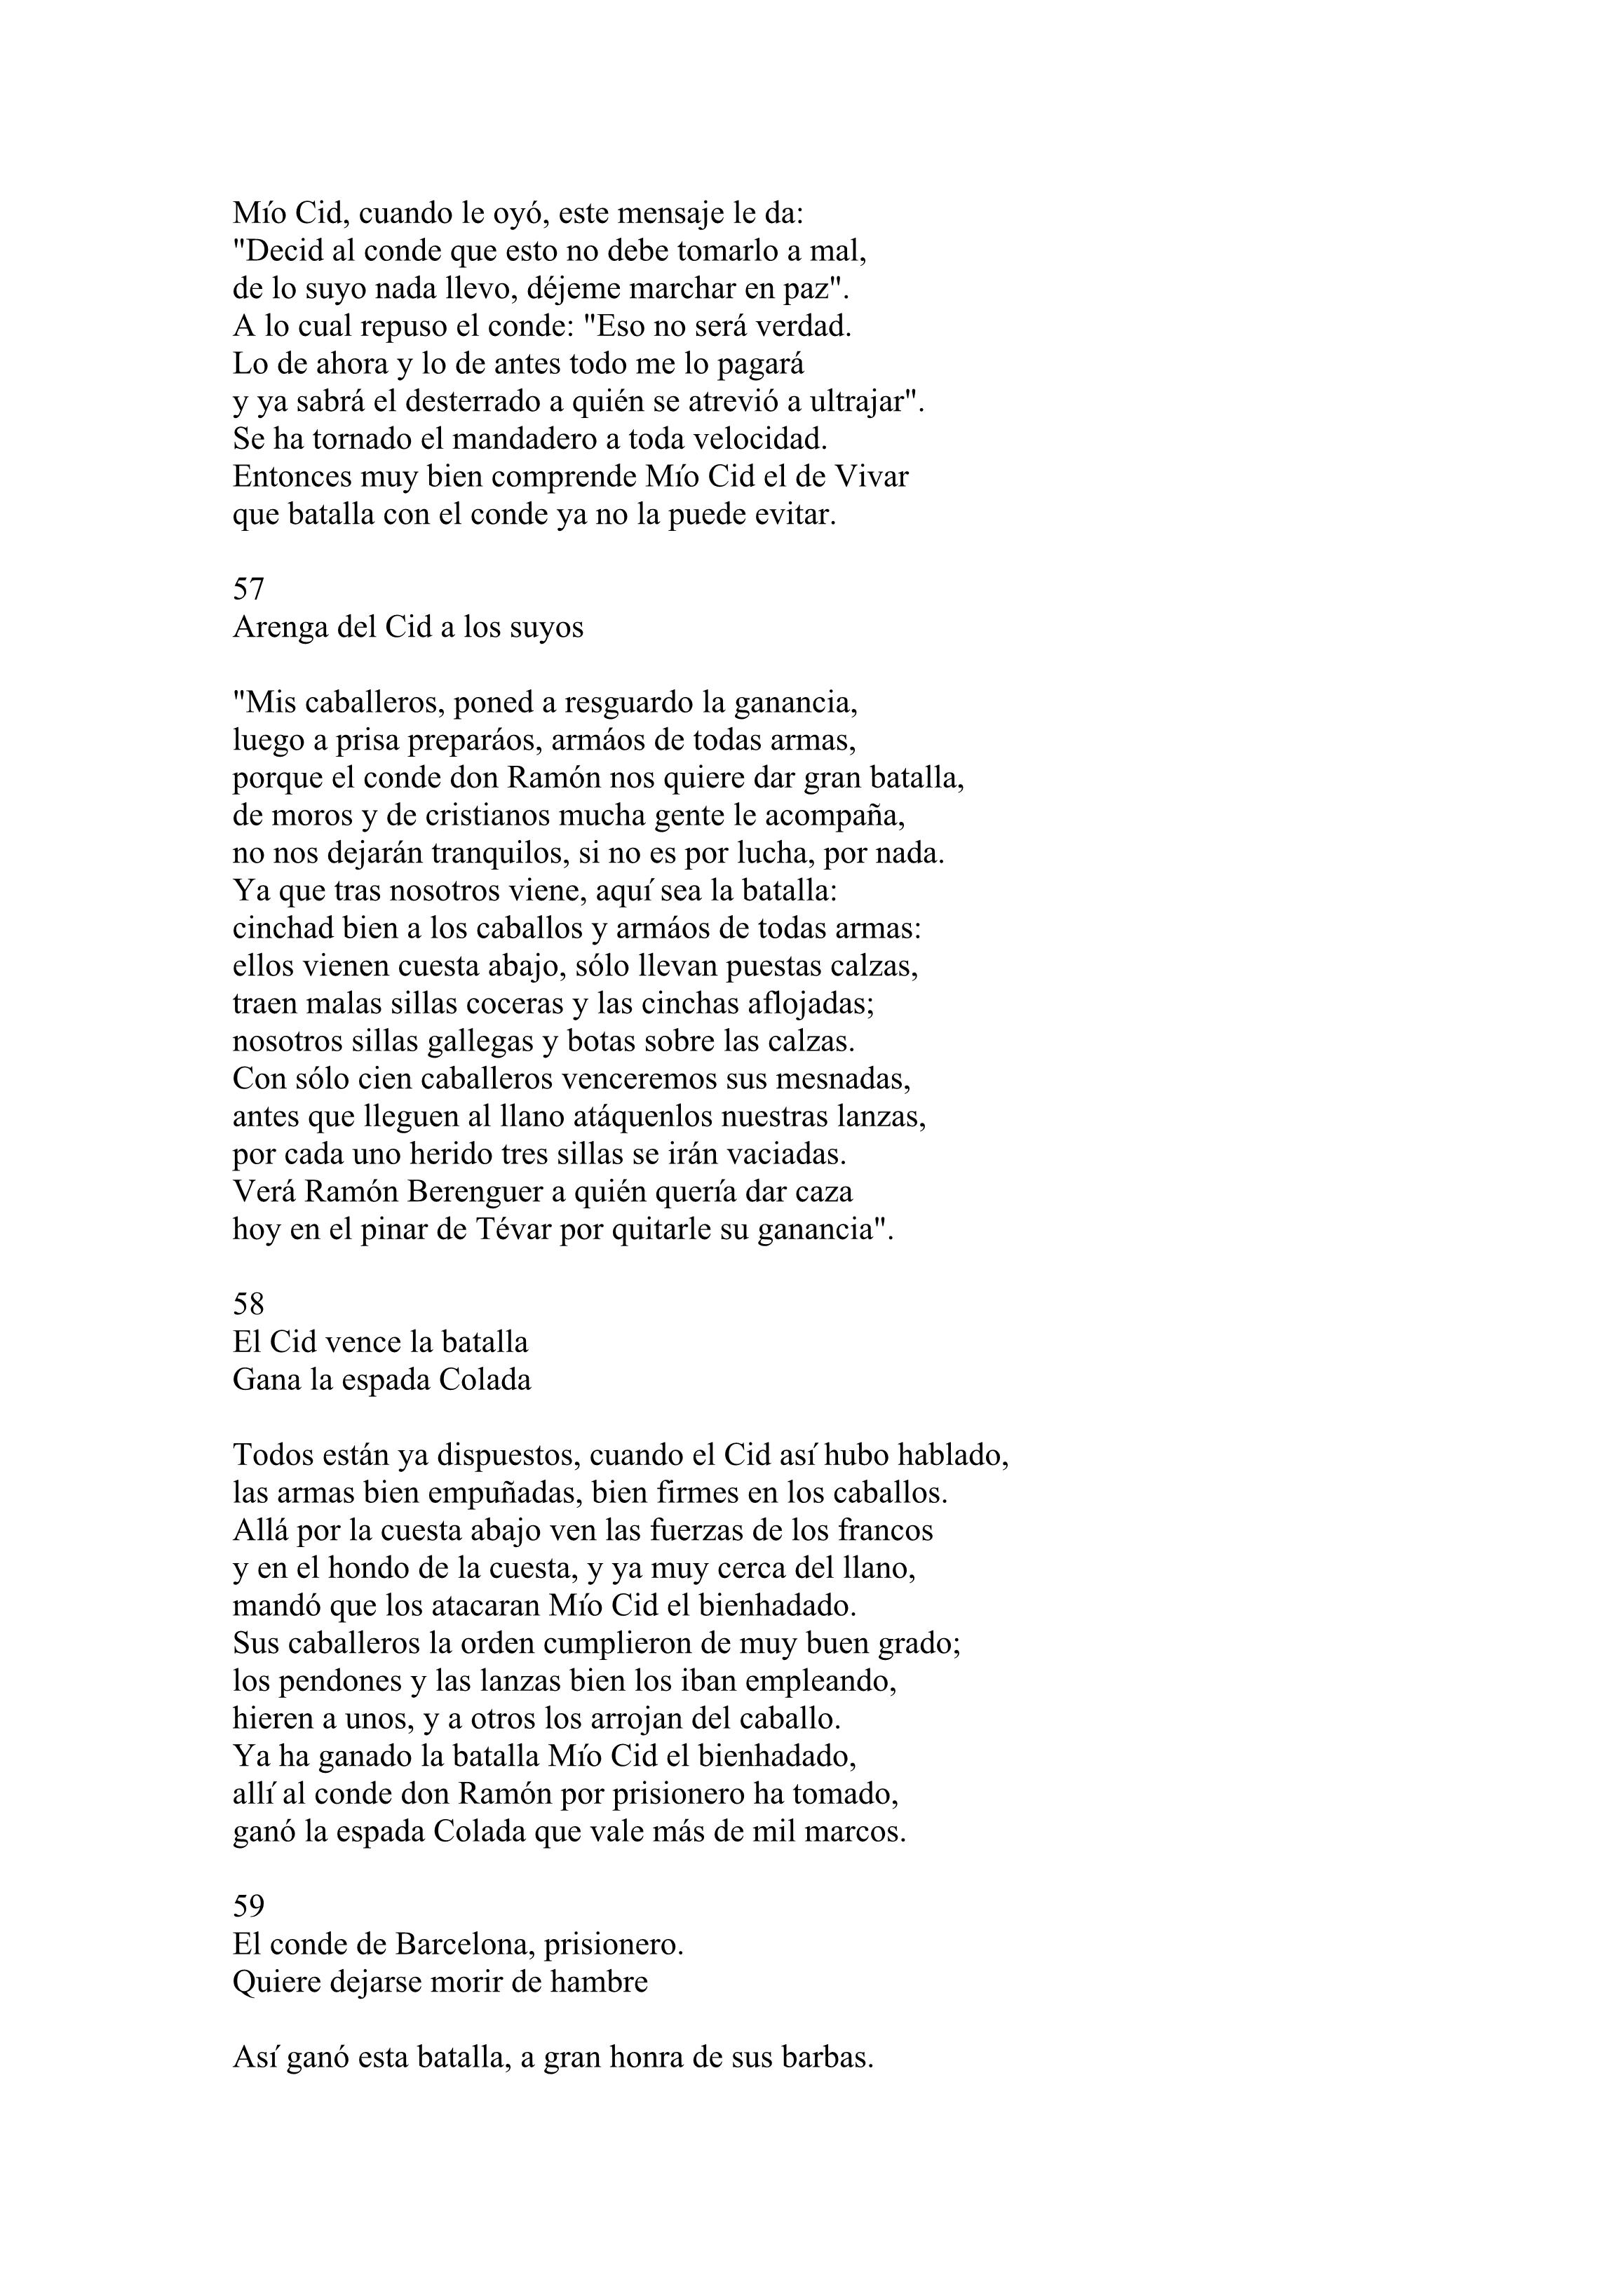 Mío Cid, cuando le oyó, este mensaje le da:
"Decid al conde que esto no debe tomarlo a mal,
de lo suyo nada llevo, déjeme marchar en paz".
A lo cual repuso el conde: "Eso no será verdad.
Lo de ahora y lo de antes todo me lo pagará
y ya sabrá el desterrado a quién se atrevió a ultrajar".
Se ha tornado el mandadero a toda velocidad.
Entonces muy bien comprende Mío Cid el de Vivar
que batalla con el conde ya no la puede evitar.

57
Arenga del Cid a los suyos

"Mis caballeros, poned a resguardo la ganancia,
luego a prisa preparáos, armáos de todas armas,
porque el conde don Ramón nos quiere dar gran batalla,
de moros y de cristianos mucha gente le acompaña,
no nos dejarán tranquilos, si no es por lucha, por nada.
Ya que tras nosotros viene, aquí sea la batalla:
cinchad bien a los caballos y armáos de todas armas:
ellos vienen cuesta abajo, sólo llevan puestas calzas,
traen malas sillas coceras y las cinchas aflojadas;
nosotros sillas gallegas y botas sobre las calzas.
Con sólo cien caballeros venceremos sus mesnadas,
antes que lleguen al llano atáquenlos nuestras lanzas,
por cada uno herido tres sillas se irán vaciadas.
Verá Ramón Berenguer a quién quería dar caza
hoy en el pinar de Tévar por quitarle su ganancia".

58
El Cid vence la batalla
Gana la espada Colada

Todos están ya dispuestos, cuando el Cid así hubo hablado,
las armas bien empuñadas, bien firmes en los caballos.
Allá por la cuesta abajo ven las fuerzas de los francos
y en el hondo de la cuesta, y ya muy cerca del llano,
mandó que los atacaran Mío Cid el bienhadado.
Sus caballeros la orden cumplieron de muy buen grado;
los pendones y las lanzas bien los iban empleando,
hieren a unos, y a otros los arrojan del caballo.
Ya ha ganado la batalla Mío Cid el bienhadado,
allí al conde don Ramón por prisionero ha tomado,
ganó la espada Colada que vale más de mil marcos.

59
El conde de Barcelona, prisionero.
Quiere dejarse morir de hambre

Así ganó esta batalla, a gran honra de sus barbas.